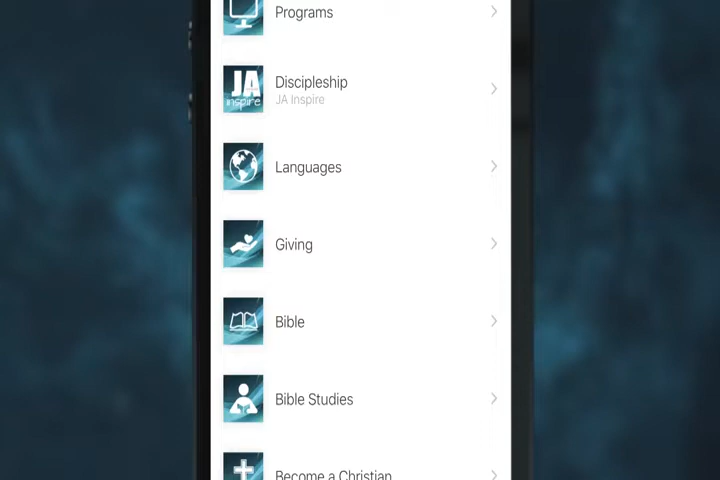 Programs
JA
inspire
Discipleship
JA Inspire
Languages
Giving
Bible
Bible Studies
Become a Christian